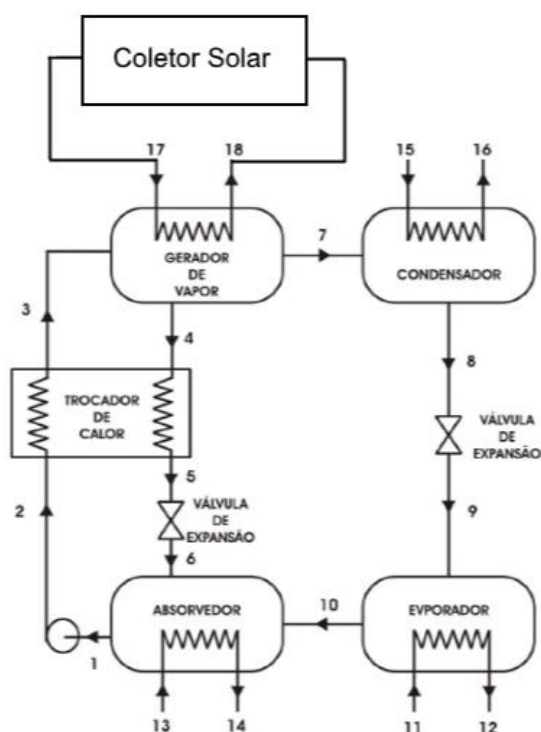 Coletor Solar
17
18
15
16
GERADOR
DE
VAPOR
7
CONDENSADOR
3
4
8
TROCADOR
DE
CALOR
VÁLVULA
DE
EXPANSÃO
5
2
VÁLVULA
DE
EXPANSÃO
9
6
ABSORVEDOR
10
EVPORADOR
1
13
14
11
12